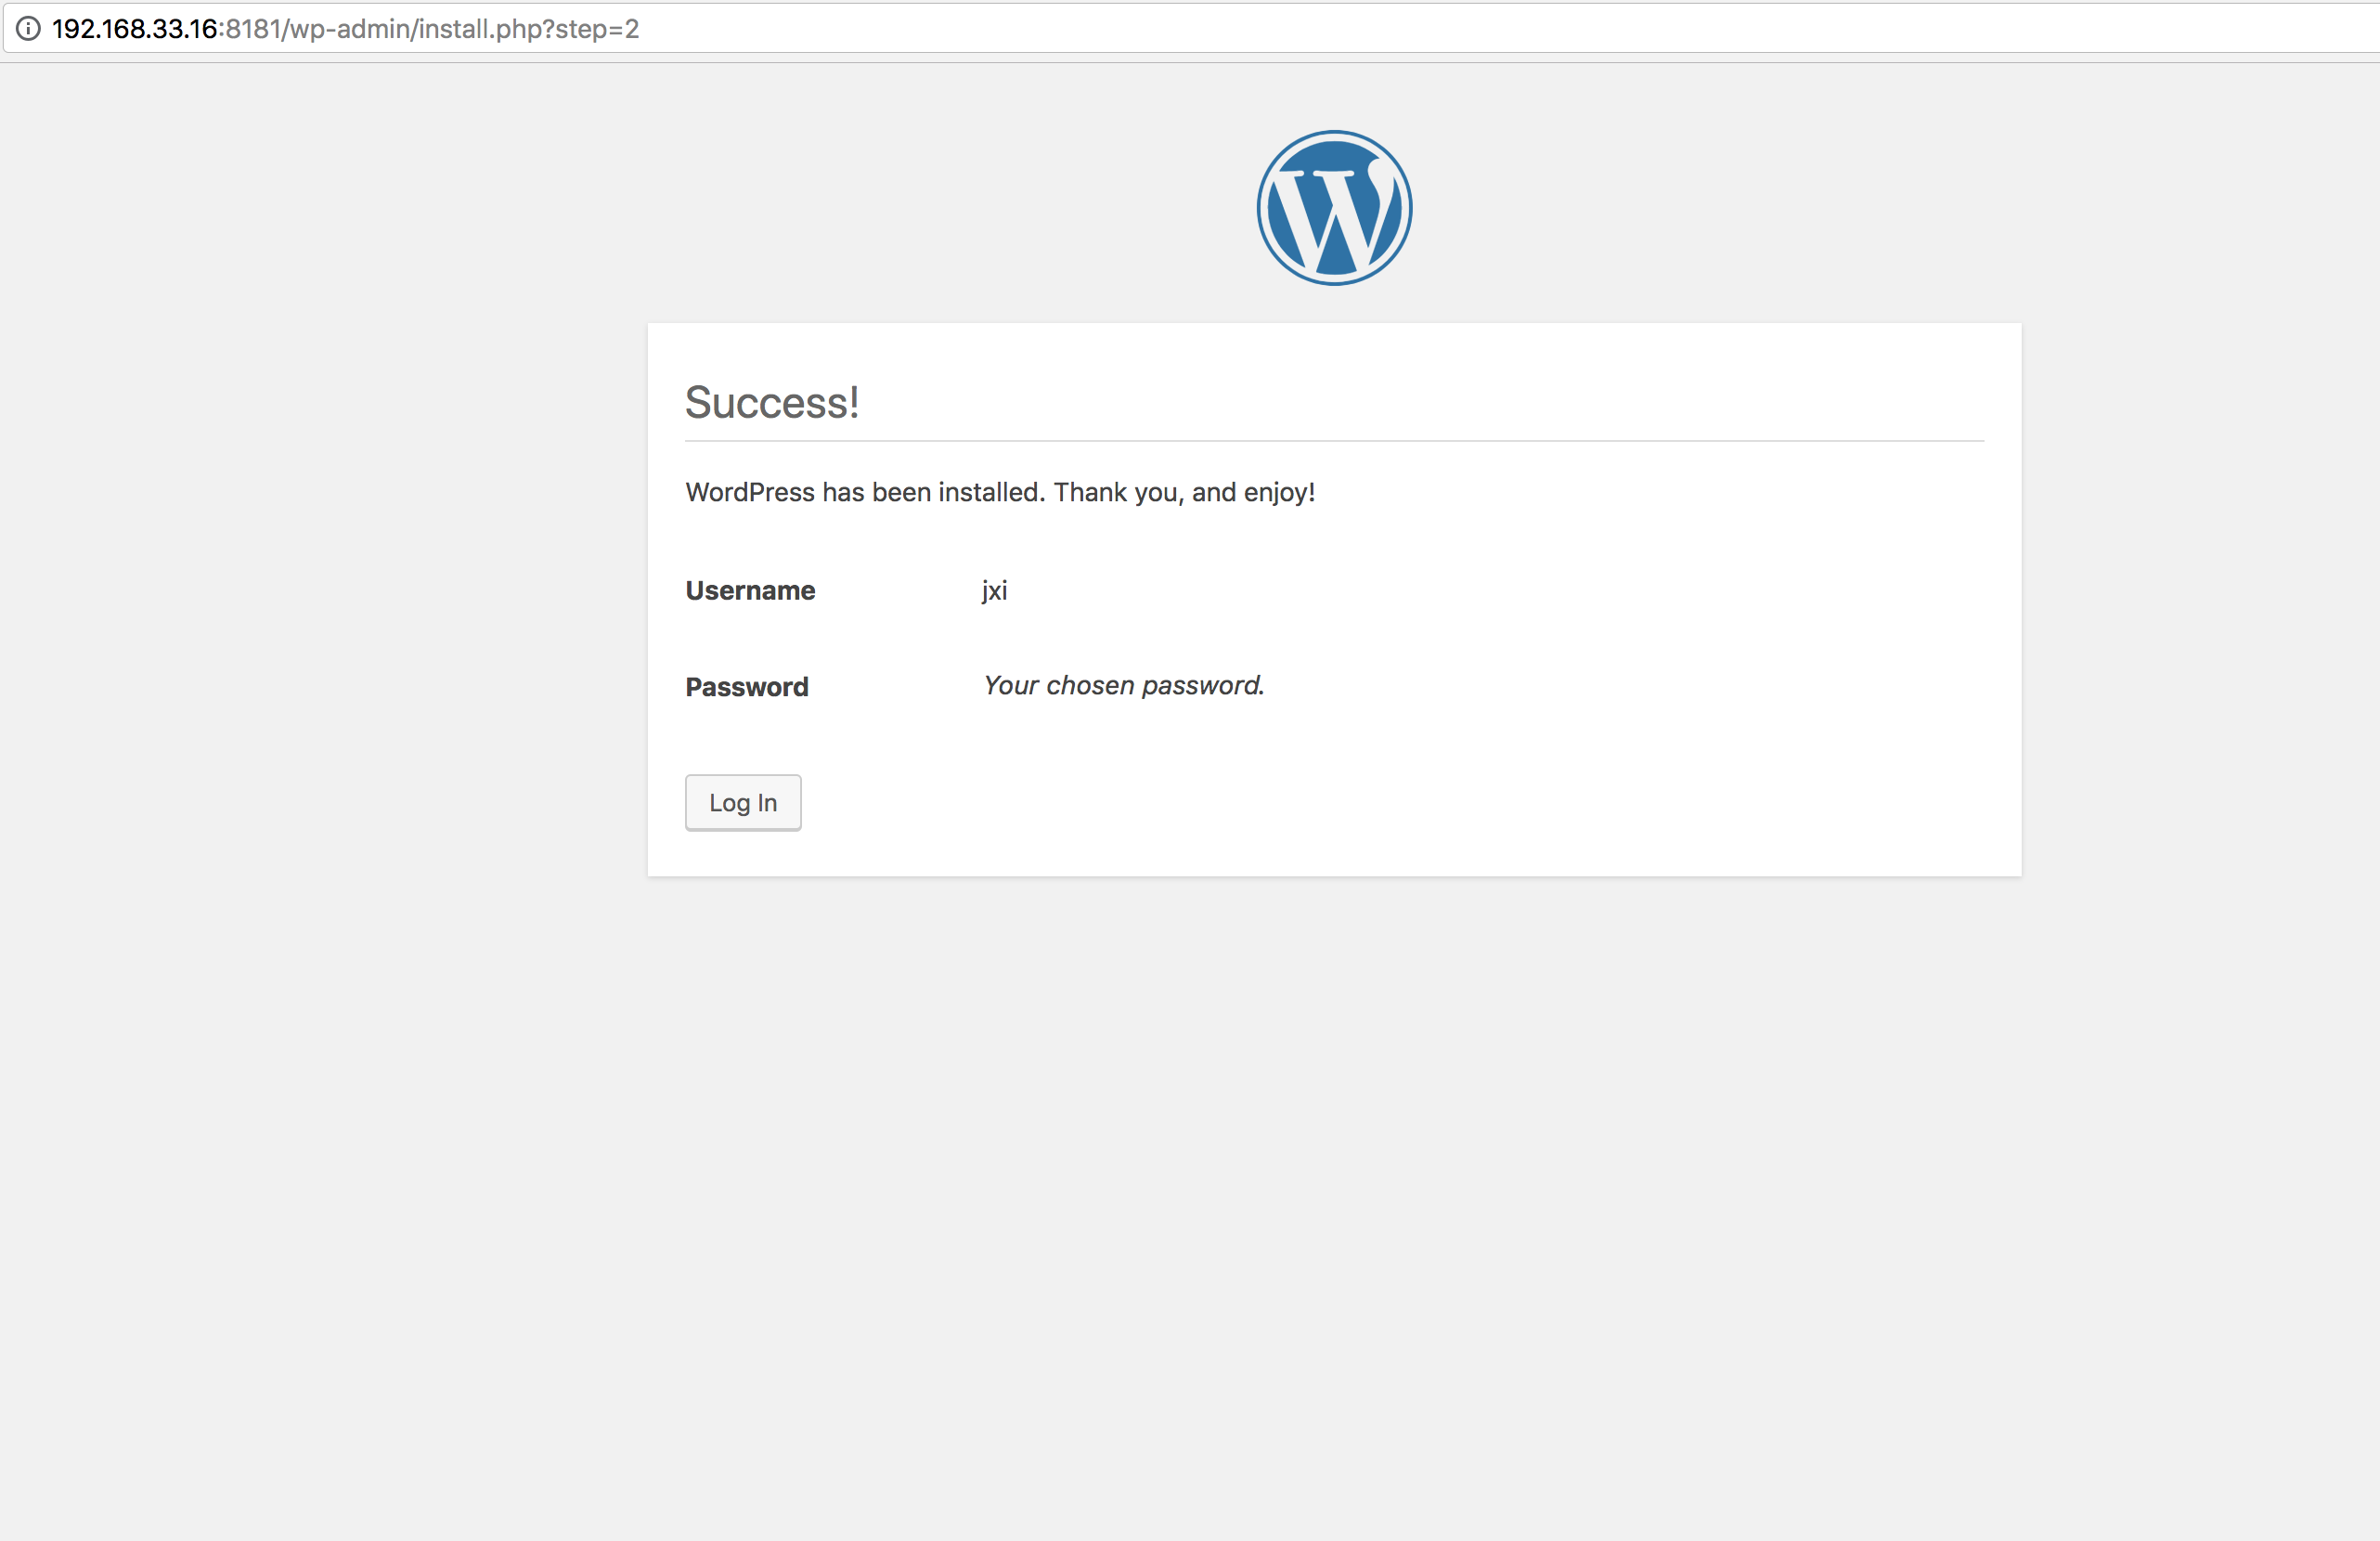 192.168.33.16:8181/wp-admin/install.php?step=2
Success!
WordPress has been installed. Thank you, and enjoy!
Username jxi
Password Your chosen password.
Log In